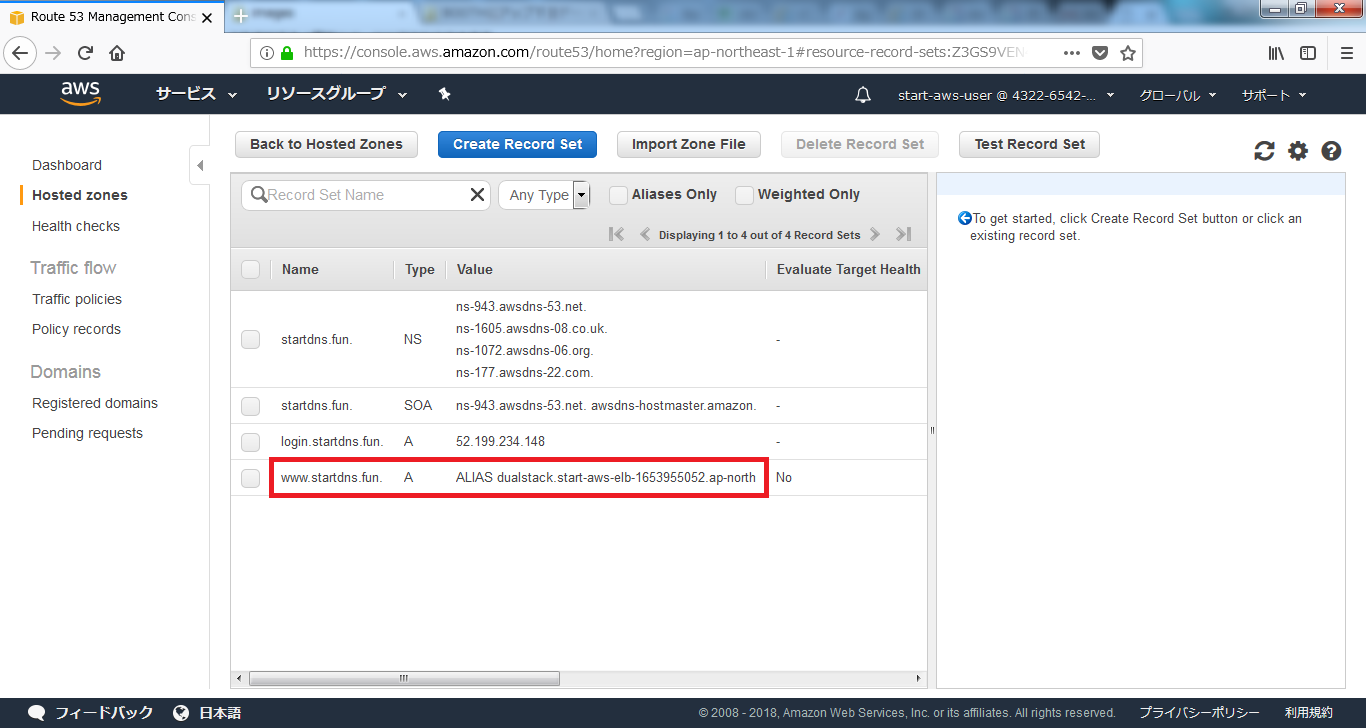 Route 53 Management Cons
https://console.aws.amazon.com/route53/home?region=ap-northeast-1#resource-record-sets:Z3GS9VEN
aws サービス リソースグループ start-aws-user @ 4322-6542-... グローバル サポート
Back to Hosted Zones Create Record Set Import Zone File Delete Record Set Test Record Set
Dashboard
Hosted zones
Health checks
Traffic flow
Traffic policies
Policy records
Domains
Registered domains
Pending requests
Record Set Name Any Type Aliases Only Weighted Only
Displaying 1 to 4 out of 4 Record Sets
Name Type Value Evaluate Target Health
startdns.fun. NS ns-943.awsdns-53.net.
ns-1605.awsdns-08.co.uk.
ns-1072.awsdns-06.org.
ns-177.awsdns-22.com.
-
startdns.fun. SOA ns-943.awsdns-53.net. awsdns-hostmaster.amazon. -
login.startdns.fun. A 52.199.234.148 -
www.startdns.fun. A ALIAS dualstack.start-aws-elb-1653955052.ap-north No
To get started, click Create Record Set button or click an
existing record set.
フィードバック 日本語 © 2008 - 2018, Amazon Web Services, Inc. or its affiliates. All rights reserved. プライバシーポリシー 利用規約